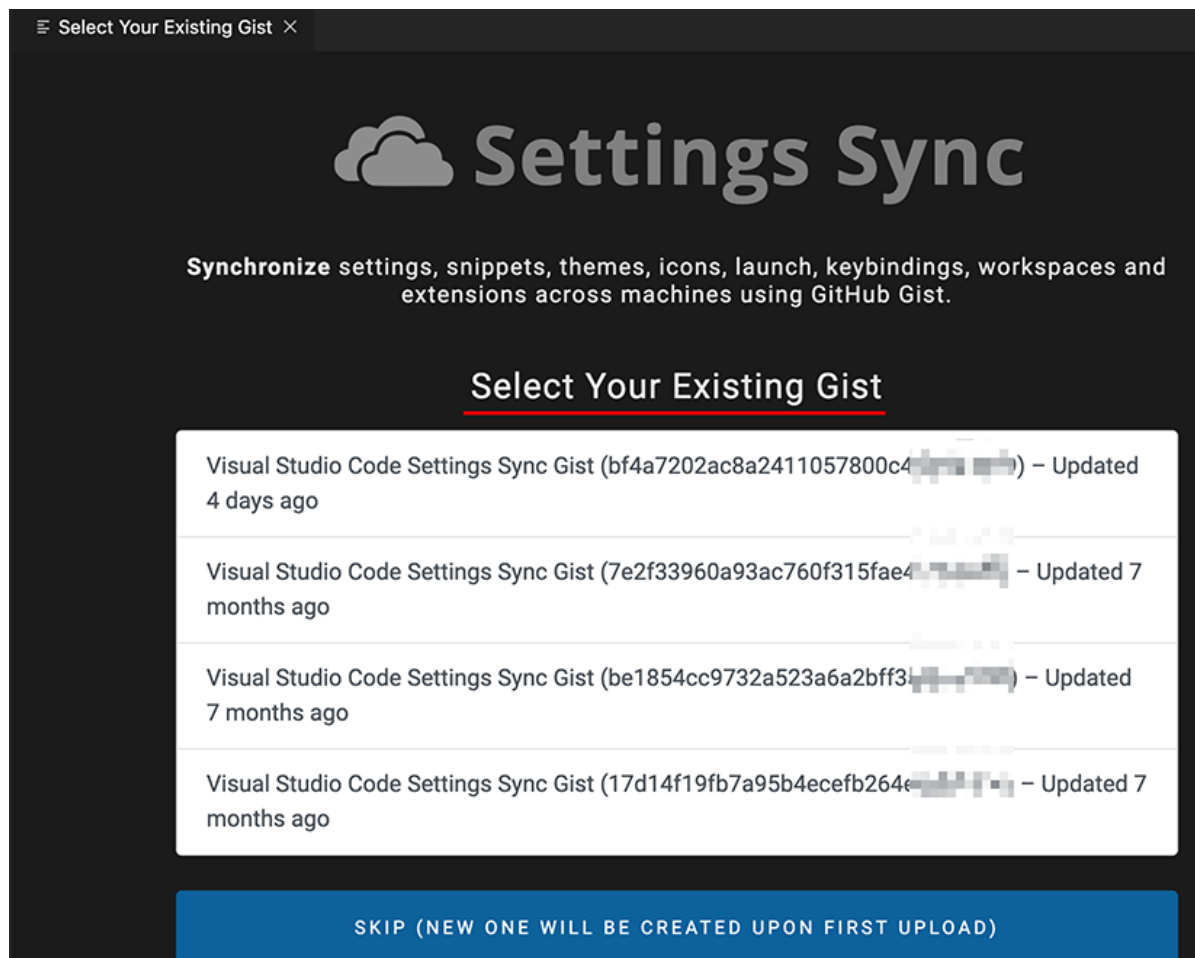 Select Your Existing Gist
Settings Sync
Synchronize settings, snippets, themes, icons, launch, keybindings, workspaces and
extensions across machines using GitHub Gist.
Select Your Existing Gist
Visual Studio Code Settings Sync Gist (bf4a7202ac8a2411057800c4 – Updated
4 days ago
Visual Studio Code Settings Sync Gist (7e2f33960a93ac760f315fae4 – Updated 7
months ago
Visual Studio Code Settings Sync Gist (be1854cc9732a523a6a2bff3 – Updated
7 months ago
Visual Studio Code Settings Sync Gist (17d14f19fb7a95b4ecefb264 – Updated 7
months ago
SKIP (NEW ONE WILL BE CREATED UPON FIRST UPLOAD)